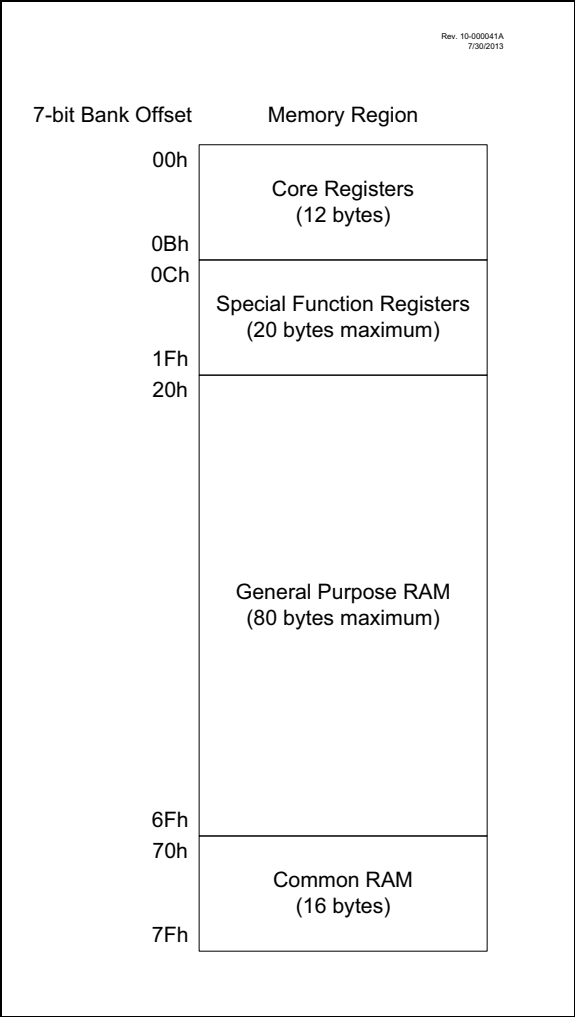 Rev. 10-000041A
7/30/2013
7-bit Bank Offset Memory Region
00h
Core Registers
(12 bytes)
0Bh
0Ch
Special Function Registers
(20 bytes maximum)
1Fh
20h
General Purpose RAM
(80 bytes maximum)
6Fh
70h
Common RAM
(16 bytes)
7Fh